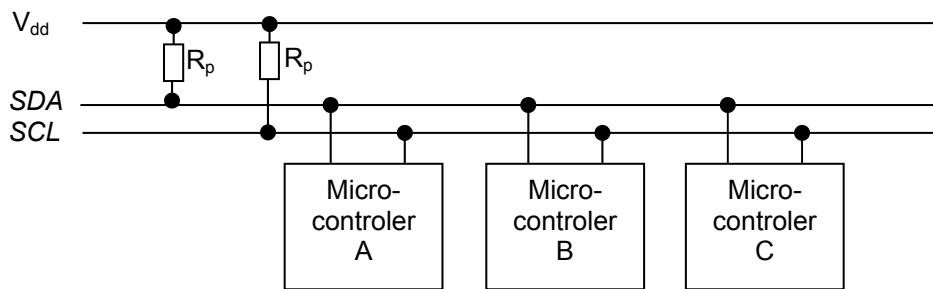 Vdd
Rp
Rp
SDA
SCL
Micro-
controler
A
Micro-
controler
B
Micro-
controler
C